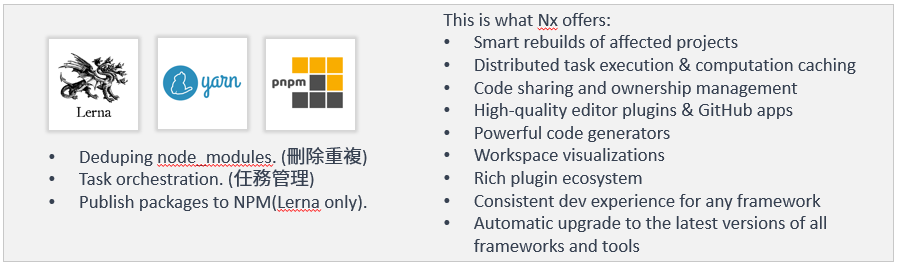 Lerna
yarn
pnpm
• Deduping node_modules. (刪除重複)
• Task orchestration. (任務管理)
• Publish packages to NPM(Lerna only).
This is what Nx offers:
• Smart rebuilds of affected projects
• Distributed task execution & computation caching
• Code sharing and ownership management
• High-quality editor plugins & GitHub apps
• Powerful code generators
• Workspace visualizations
• Rich plugin ecosystem
• Consistent dev experience for any framework
• Automatic upgrade to the latest versions of all
frameworks and tools